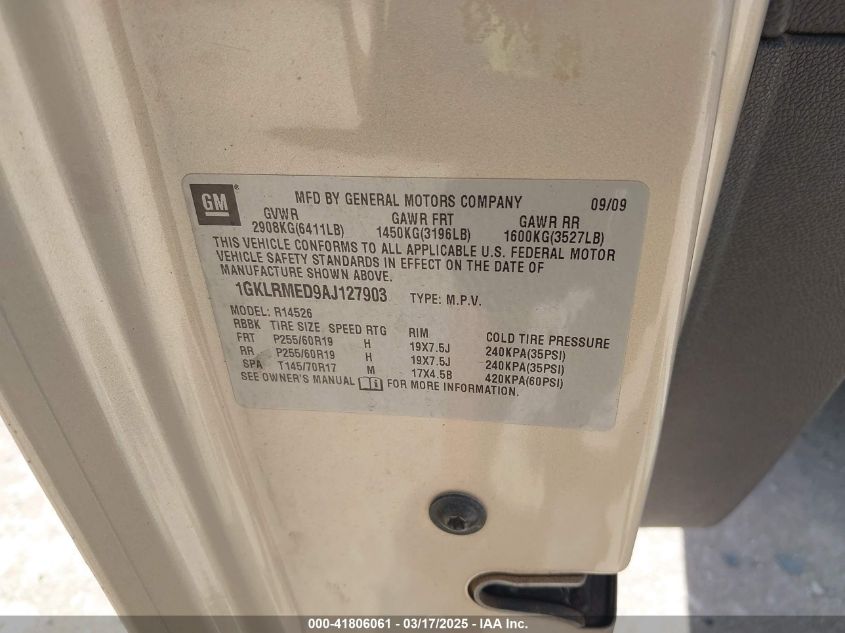 GM ®
MFD BY GENERAL MOTORS COMPANY 09/09
GVWR GAWR FRT GAWR RR
2908KG(6411LB) 1450KG(3196LB) 1600KG(3527LB)
THIS VEHICLE CONFORMS TO ALL APPLICABLE U.S. FEDERAL MOTOR
VEHICLE SAFETY STANDARDS IN EFFECT ON THE DATE OF
MANUFACTURE SHOWN ABOVE.
1GKLRMED9AJ127903 TYPE: M.P.V.
MODEL: R14526
RBBK TIRE SIZE SPEED RTG RIM COLD TIRE PRESSURE
FRT P255/60R19 H 19X7.5J 240KPA(35PSI)
RR P255/60R19 H 19X7.5J 240KPA(35PSI)
SPA T145/70R17 M 17X4.5B 420KPA(60PSI)
SEE OWNER'S MANUAL FOR MORE INFORMATION.
000-41806061 - 03/17/2025 - IAA Inc.